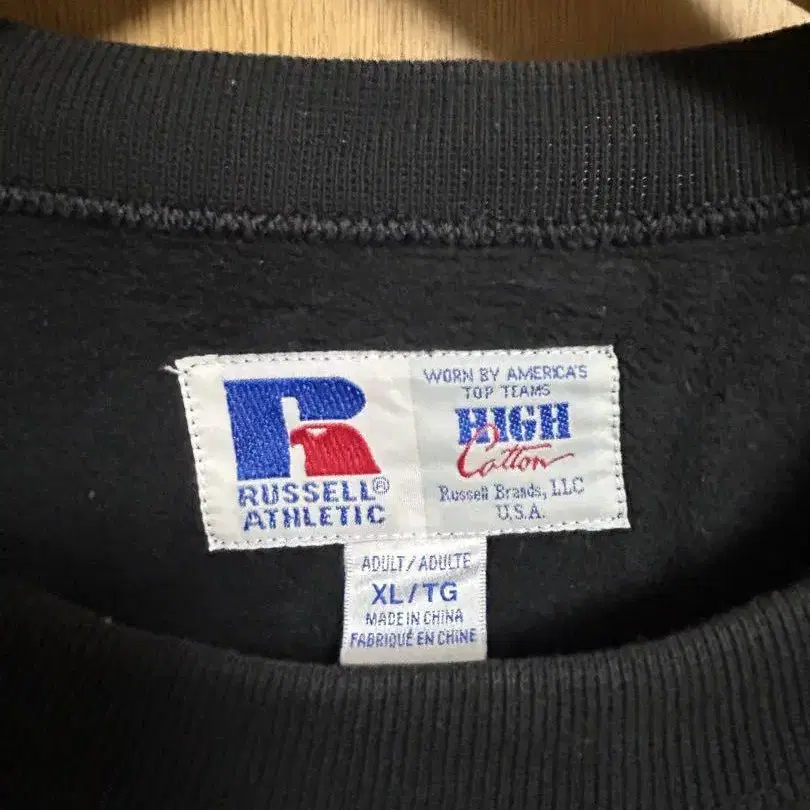 RUSSELL®
ATHLETIC
WORN BY AMERICA'S
TOP TEAMS
HIGH
Cotton
Russell Brands, LLC
U.S.A.
ADULT/ADULTE
XL/TG
MADE IN CHINA
FABRIQUÉ EN CHINE